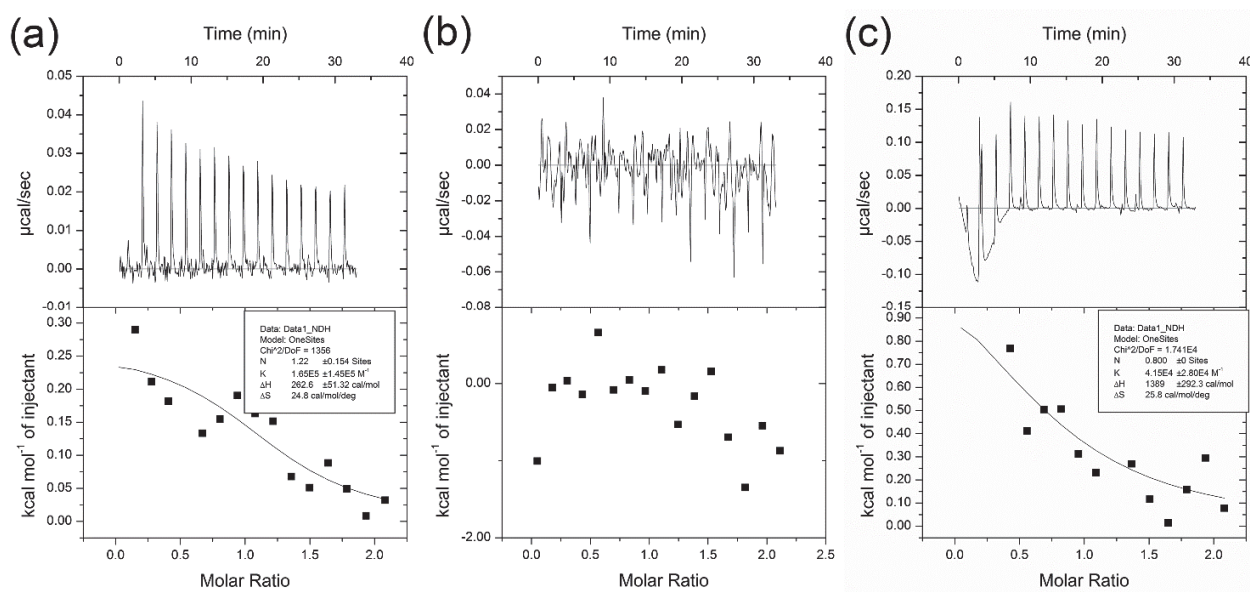 (a)
Time (min)
0 10 20 30 40
0.05
0.04
0.03
0.02
0.01
0.00
-0.01
µcal/sec
0.30
0.25
0.20
0.15
0.10
0.05
0.00
kcal mol⁻¹ of injectant
Data: Data1_NDH
Model: OneSites
Chi^2/DoF = 1356
N 1.22 ±0.154 Sites
K 1.65E5 ±1.45E5 M⁻¹
ΔH 262.6 ±51.32 cal/mol
ΔS 24.8 cal/mol/deg
0.0 0.5 1.0 1.5 2.0
Molar Ratio
(b)
Time (min)
0 10 20 30 40
0.04
0.02
0.00
-0.02
-0.04
-0.06
-0.08
µcal/sec
0.00
-2.00
kcal mol⁻¹ of injectant
0.0 0.5 1.0 1.5 2.0 2.5
Molar Ratio
(c)
Time (min)
0 10 20 30 40
0.20
0.15
0.10
0.05
0.00
-0.05
-0.10
-0.15
µcal/sec
0.90
0.80
0.70
0.60
0.50
0.40
0.30
0.20
0.10
0.00
kcal mol⁻¹ of injectant
Data: Data1_NDH
Model: OneSites
Chi^2/DoF = 1.741E4
N 0.800 ±0 Sites
K 4.15E4 ±2.80E4 M⁻¹
ΔH 1389 ±292.3 cal/mol
ΔS 25.8 cal/mol/deg
0.0 0.5 1.0 1.5 2.0
Molar Ratio